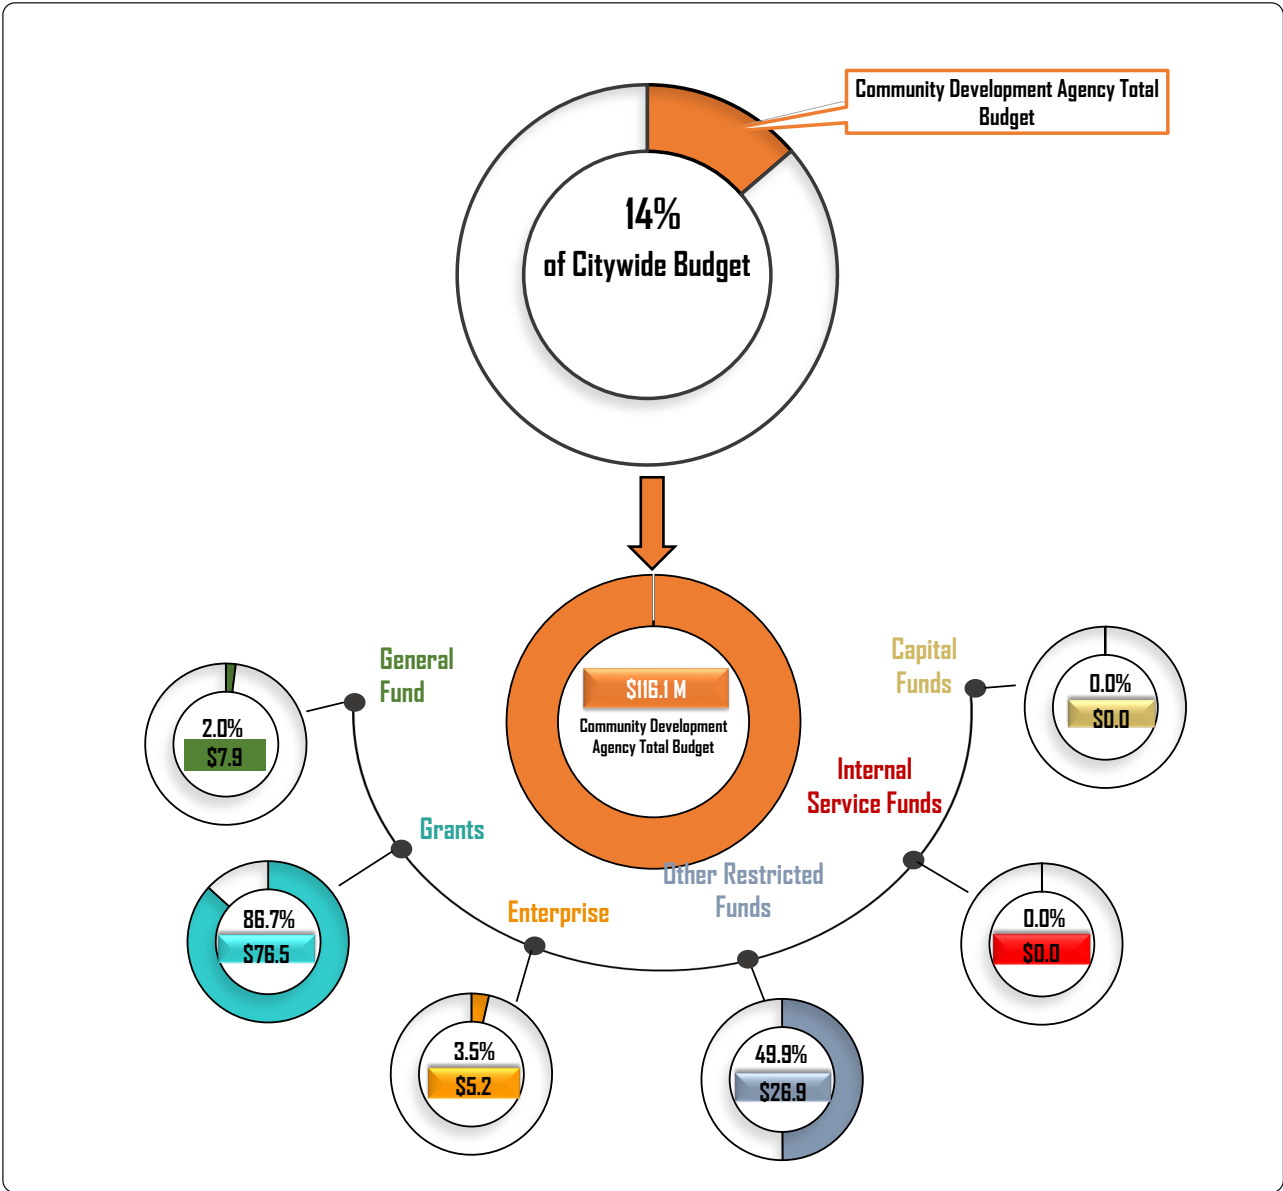 Community Development Agency Total
Budget
14%
of Citywide Budget
$116.1 M
Community Development
Agency Total Budget
General
Fund
2.0%
$7.9
Grants
86.7%
$76.5
Enterprise
3.5%
$5.2
Other Restricted
Funds
49.9%
$26.9
Internal
Service Funds
0.0%
$0.0
Capital
Funds
0.0%
$0.0